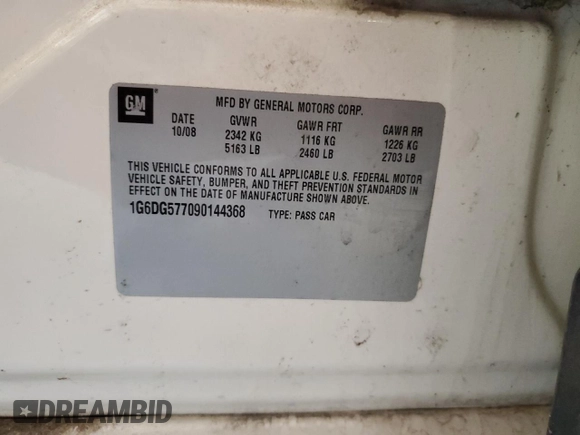 GM
MFD BY GENERAL MOTORS CORP.
DATE GVWR GAWR FRT GAWR RR
10/08 2342 KG 1116 KG 1226 KG
5163 LB 2460 LB 2703 LB
THIS VEHICLE CONFORMS TO ALL APPLICABLE U.S. FEDERAL MOTOR
VEHICLE SAFETY, BUMPER, AND THEFT PREVENTION STANDARDS IN
EFFECT ON THE DATE OF MANUFACTURE SHOWN ABOVE.
1G6DG577090144368 TYPE: PASS CAR
DREAMBID